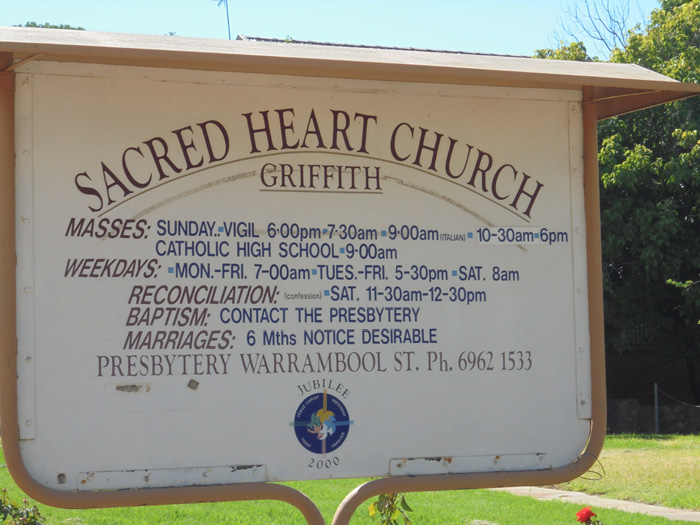 SACRED HEART CHURCH
GRIFFITH
MASSES: SUNDAY..▪VIGIL 6·00pm▪7·30am ▪9·00am (ITALIAN) ▪ 10-30am▪6pm
CATHOLIC HIGH SCHOOL▪9·00am
WEEKDAYS: ▪MON.-FRI. 7-00am▪TUES.-FRI. 5-30pm ▪SAT. 8am
RECONCILIATION: (confession) ▪SAT. 11-30am-12-30pm
BAPTISM: CONTACT THE PRESBYTERY
MARRIAGES: 6 Mths NOTICE DESIRABLE
PRESBYTERY WARRAMBOOL ST. Ph. 6962 1533
JUBILEE
2000